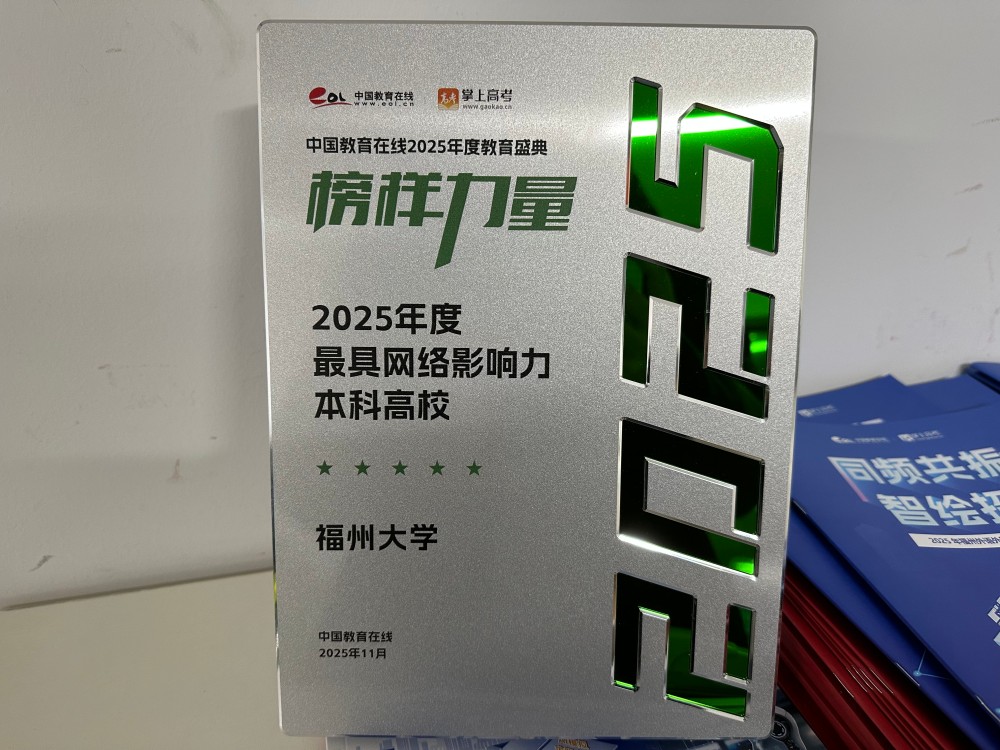 eoL 中国教育在线 掌上高考
www.eol.cn 高考 www.gaokao.cn
中国教育在线2025年度教育盛典
榜样力量
2025年度
最具网络影响力
本科高校
福州大学
中国教育在线
2025年11月
2025
同频共振
智绘